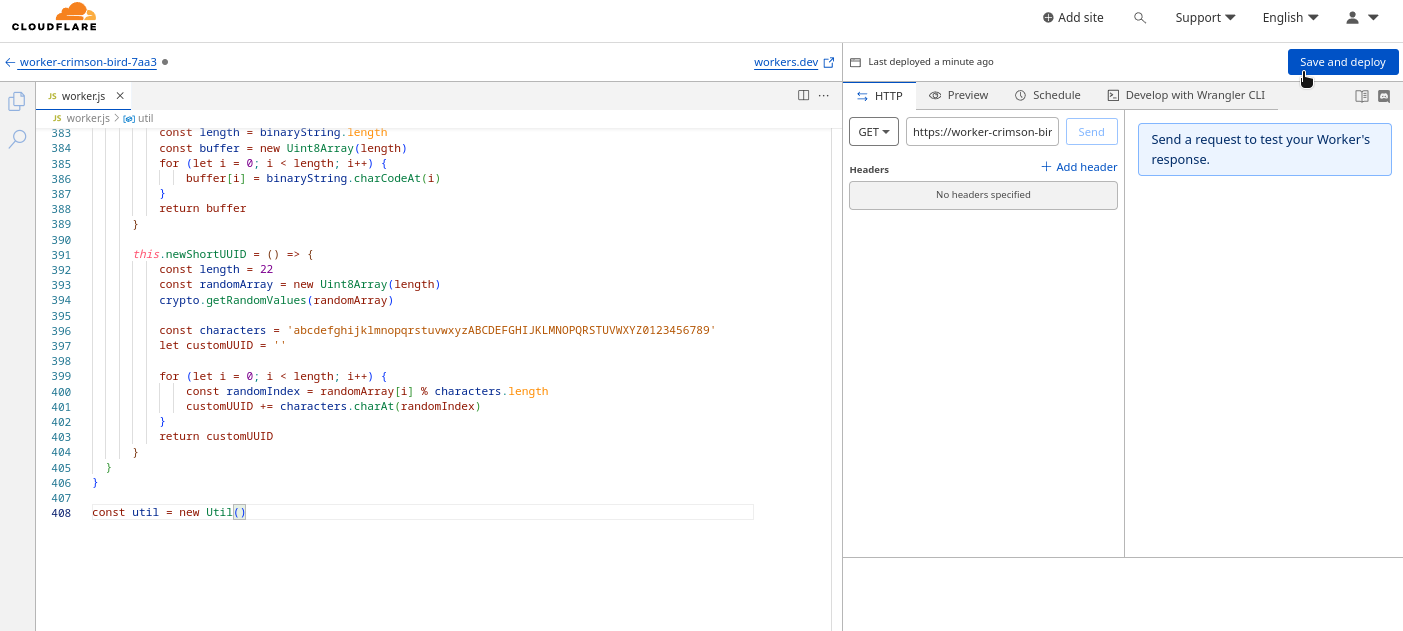 CLOUDFLARE
Add site
Support
English
worker-crimson-bird-7aa3
workers.dev
Last deployed a minute ago
Save and deploy
JS worker.js
HTTP
Preview
Schedule
Develop with Wrangler CLI
JS worker.js > util
383 const length = binaryString.length
384 const buffer = new Uint8Array(length)
385 for (let i = 0; i < length; i++) {
386 buffer[i] = binaryString.charCodeAt(i)
387 }
388 return buffer
389 }
390
391 this.newShortUUID = () => {
392 const length = 22
393 const randomArray = new Uint8Array(length)
394 crypto.getRandomValues(randomArray)
395
396 const characters = 'abcdefghijklmnopqrstuvwxyzABCDEFGHIJKLMNOPQRSTUVWXYZ0123456789'
397 let customUUID = ''
398
399 for (let i = 0; i < length; i++) {
400 const randomIndex = randomArray[i] % characters.length
401 customUUID += characters.charAt(randomIndex)
402 }
403 return customUUID
404 }
405 }
406 }
407
408 const util = new Util()
GET
https://worker-crimson-bir
Send
Headers
+ Add header
No headers specified
Send a request to test your Worker's
response.